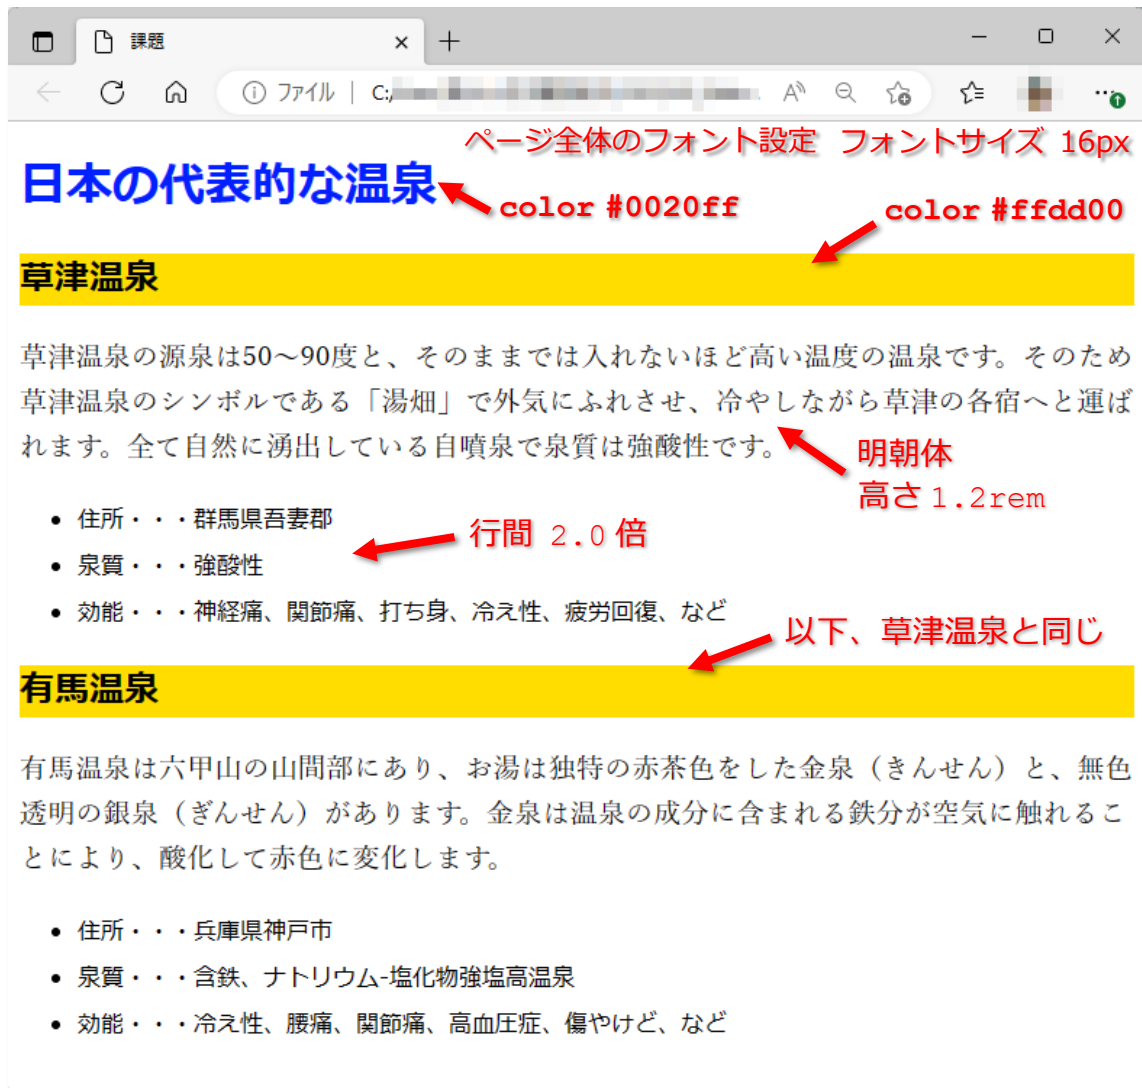 課題
ファイル | C:/
ページ全体のフォント設定 フォントサイズ 16px
日本の代表的な温泉
color #0020ff
color #ffdd00
草津温泉
草津温泉の源泉は50～90度と、そのままでは入れないほど高い温度の温泉です。そのため
草津温泉のシンボルである「湯畑」で外気にふれさせ、冷やしながら草津の各宿へと運ば
れます。全て自然に湧出している自噴泉で泉質は強酸性です。
明朝体
高さ 1.2rem
• 住所・・・群馬県吾妻郡
行間 2.0 倍
• 泉質・・・強酸性
• 効能・・・神経痛、関節痛、打ち身、冷え性、疲労回復、など
以下、草津温泉と同じ
有馬温泉
有馬温泉は六甲山の山間部にあり、お湯は独特の赤茶色をした金泉（きんせん）と、無色
透明の銀泉（ぎんせん）があります。金泉は温泉の成分に含まれる鉄分が空気に触れるこ
とにより、酸化して赤色に変化します。
• 住所・・・兵庫県神戸市
• 泉質・・・含鉄、ナトリウム-塩化物強塩高温泉
• 効能・・・冷え性、腰痛、関節痛、高血圧症、傷やけど、など